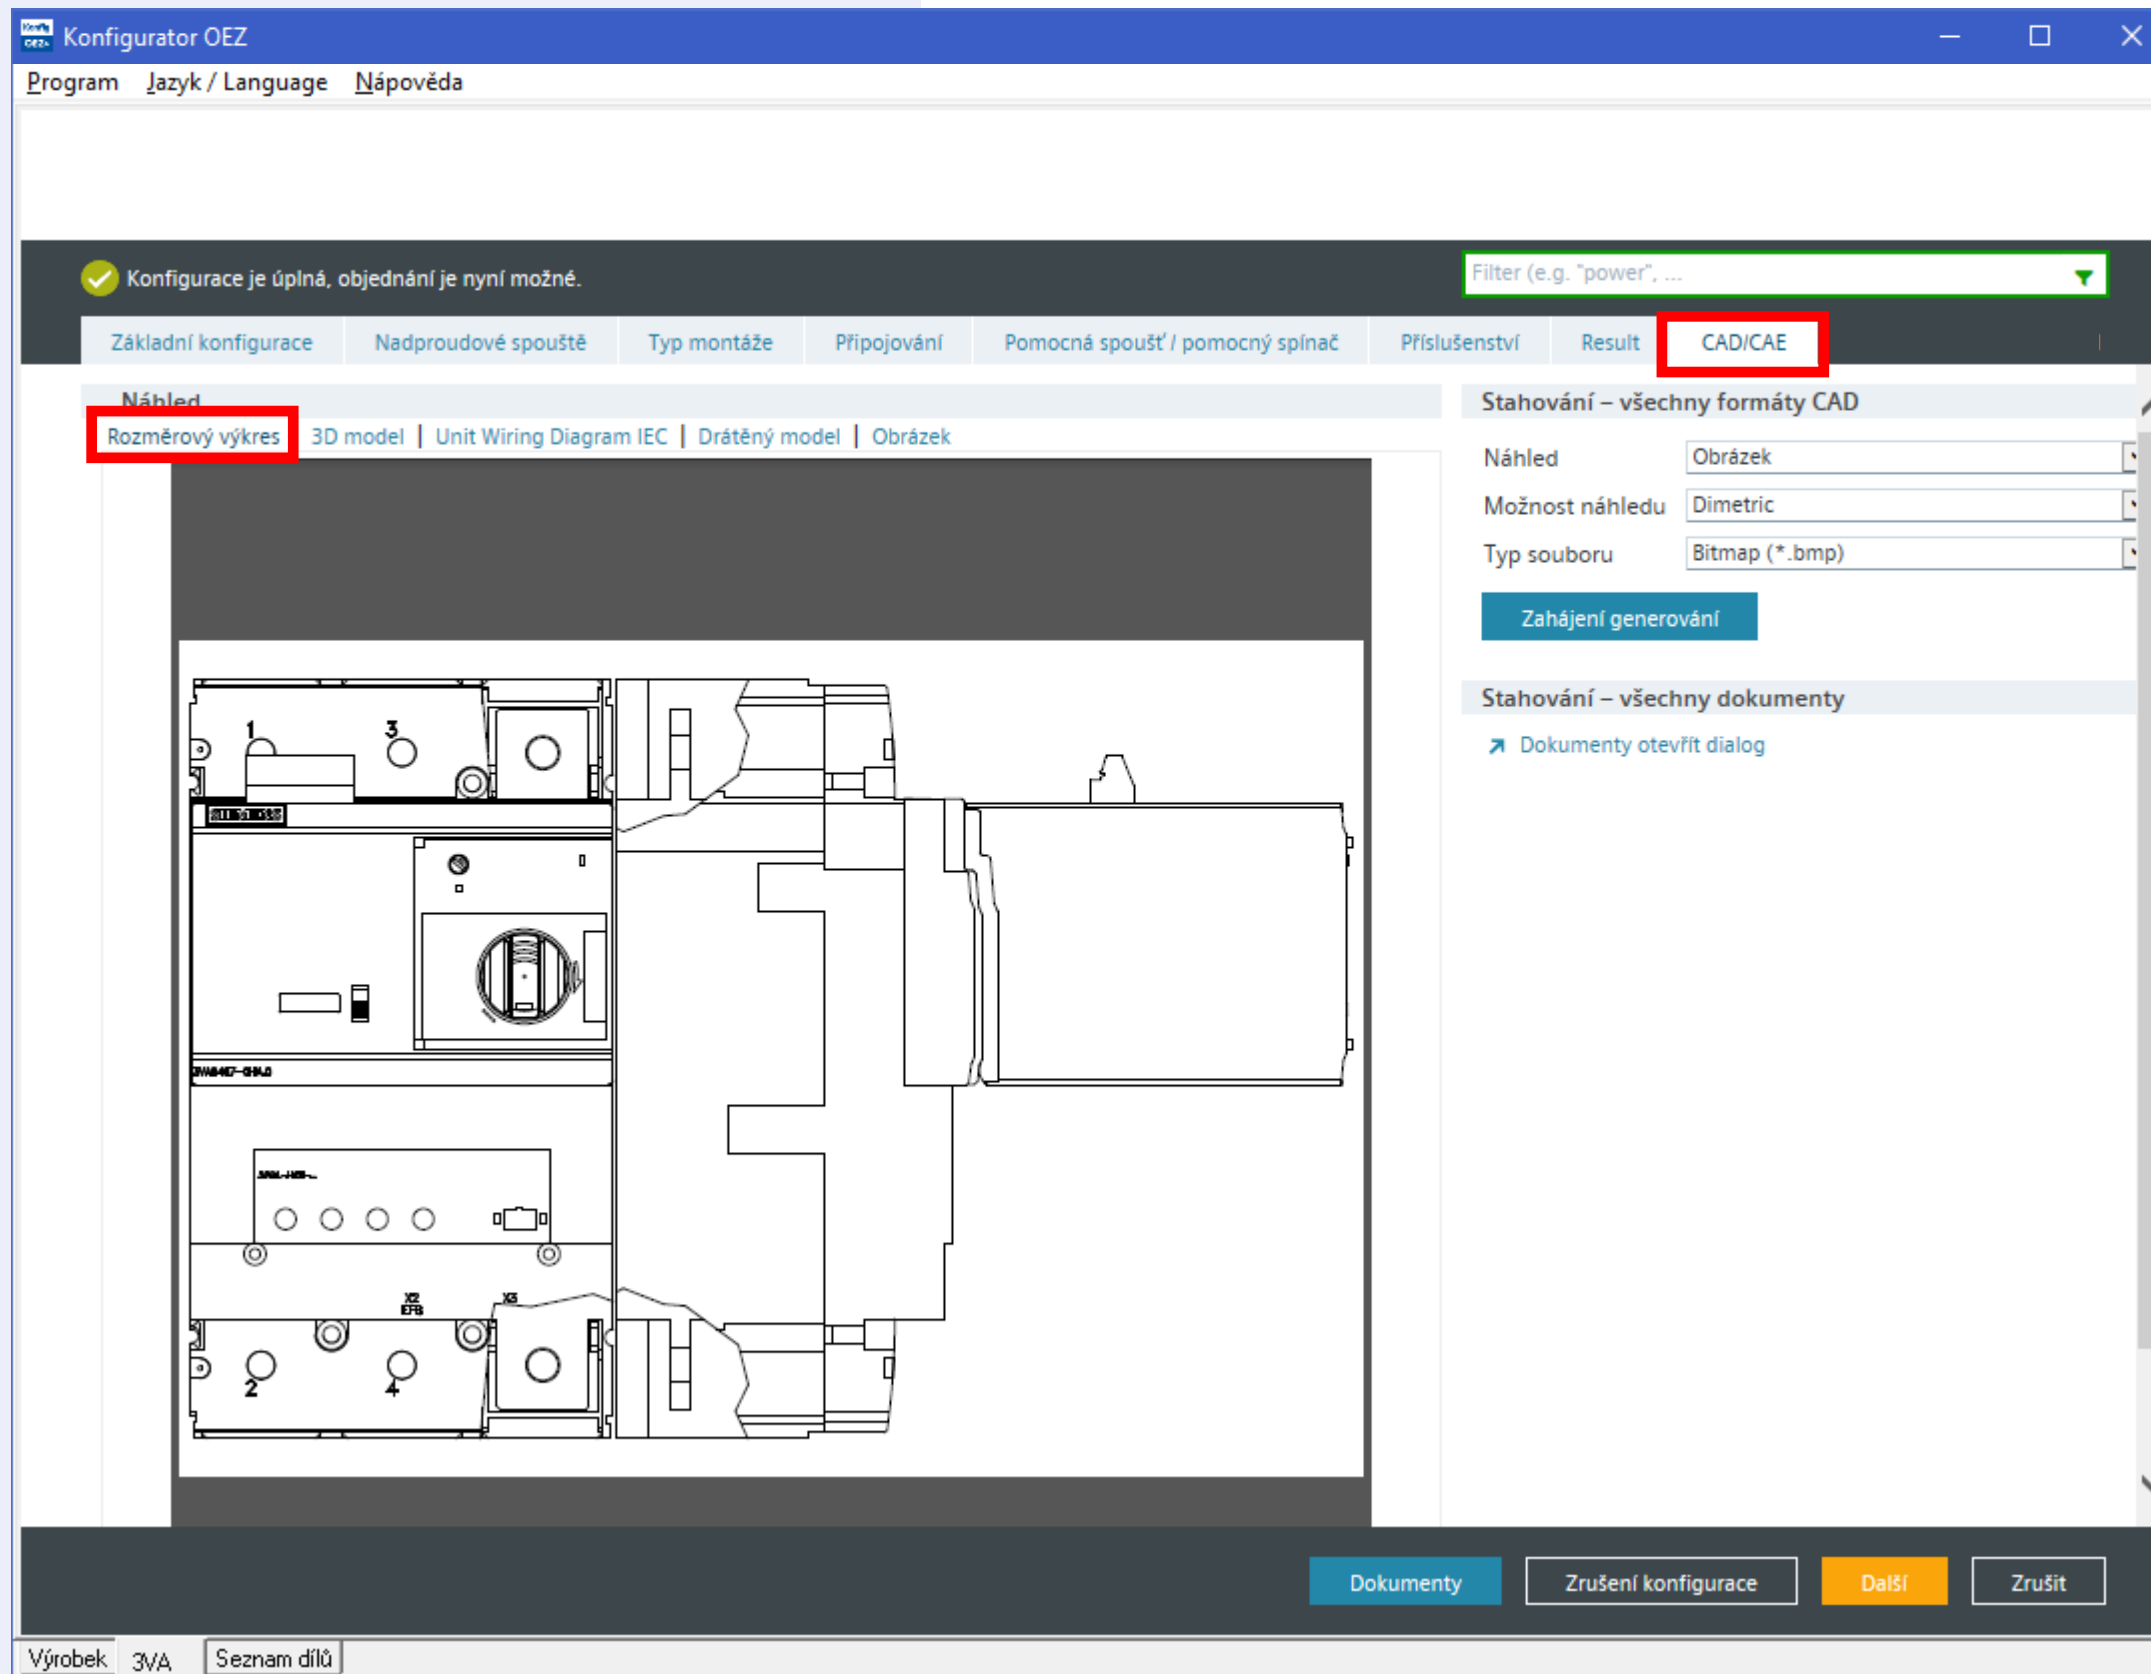 Konfigurator OEZ
Program Jazyk / Language Nápověda
Konfigurace je úplná, objednání je nyní možné.
Filter (e.g. "power", ...
Základní konfigurace Nadproudové spouště Typ montáže Připojování Pomocná spoušť / pomocný spínač Příslušenství Result CAD/CAE
Náhled
Rozměrový výkres 3D model | Unit Wiring Diagram IEC | Drátěný model | Obrázek
Stahování – všechny formáty CAD
Náhled Obrázek
Možnost náhledu Dimetric
Typ souboru Bitmap (*.bmp)
Zahájení generování
Stahování – všechny dokumenty
Dokumenty otevřít dialog
1 3
X2 X3
EFB
2 4
Dokumenty Zrušení konfigurace Další Zrušit
Výrobek 3VA Seznam dílů